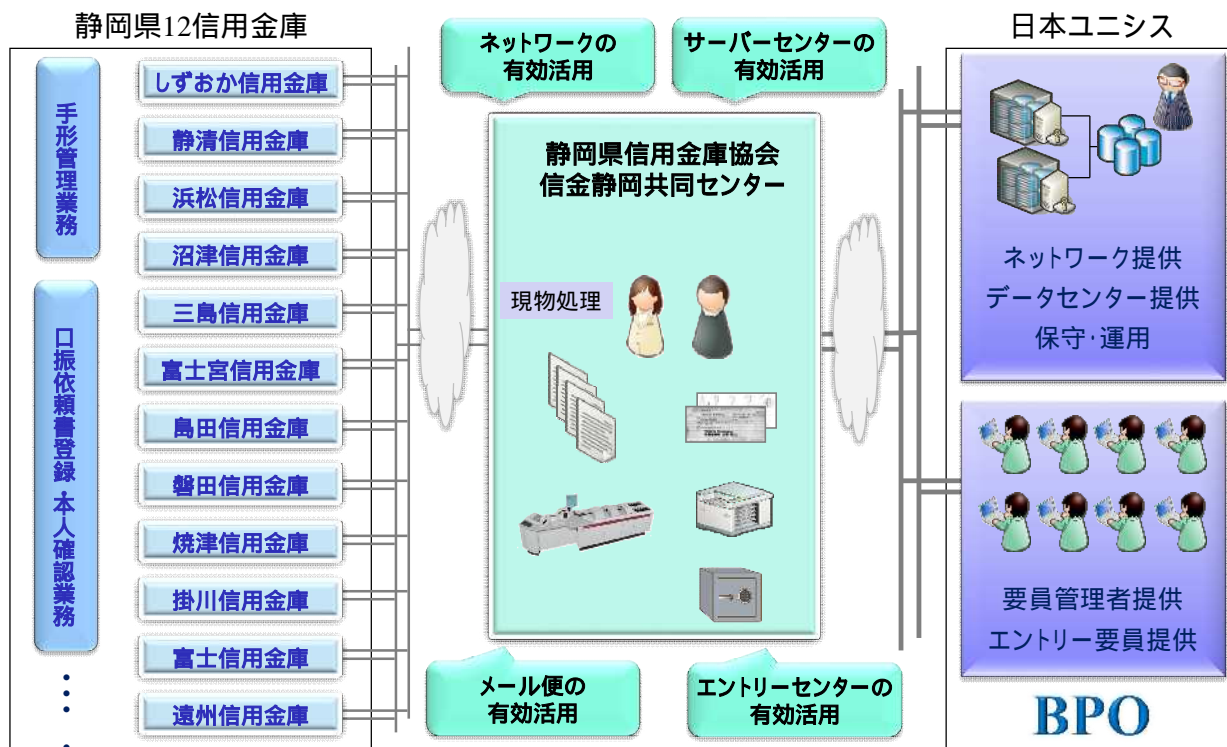 静岡県12信用金庫
手形管理業務
口振依頼書登録・本人確認業務
しずおか信用金庫
静清信用金庫
浜松信用金庫
沼津信用金庫
三島信用金庫
富士宮信用金庫
島田信用金庫
磐田信用金庫
焼津信用金庫
掛川信用金庫
富士信用金庫
遠州信用金庫
ネットワークの
有効活用
サーバーセンターの
有効活用
静岡県信用金庫協会
信金静岡共同センター
現物処理
メール便の
有効活用
エントリーセンターの
有効活用
日本ユニシス
ネットワーク提供
データセンター提供
保守・運用
要員管理者提供
エントリー要員提供
BPO